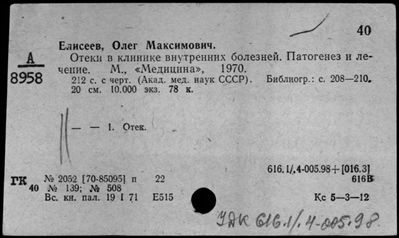 40
Елисеев, Олег Максимович.
А
8958
Отеки в клинике внутренних болезней. Патогенез и ле-
чение. М., «Медицина», 1970.
212 с. с черт. (Акад. мед. наук СССР). Библиогр.: с. 208—210.
20 см. 10.000 экз. 78 к.
— — 1. Отек.
616.1/.4-005.98+[016.3]
ГК № 2052 [70-85095] п 22 616В
40 № 139; № 508
Вс. кн. пал. 19 I 71 Е515 Кс 5—3—12
УДК 616.1/.4-005.98.